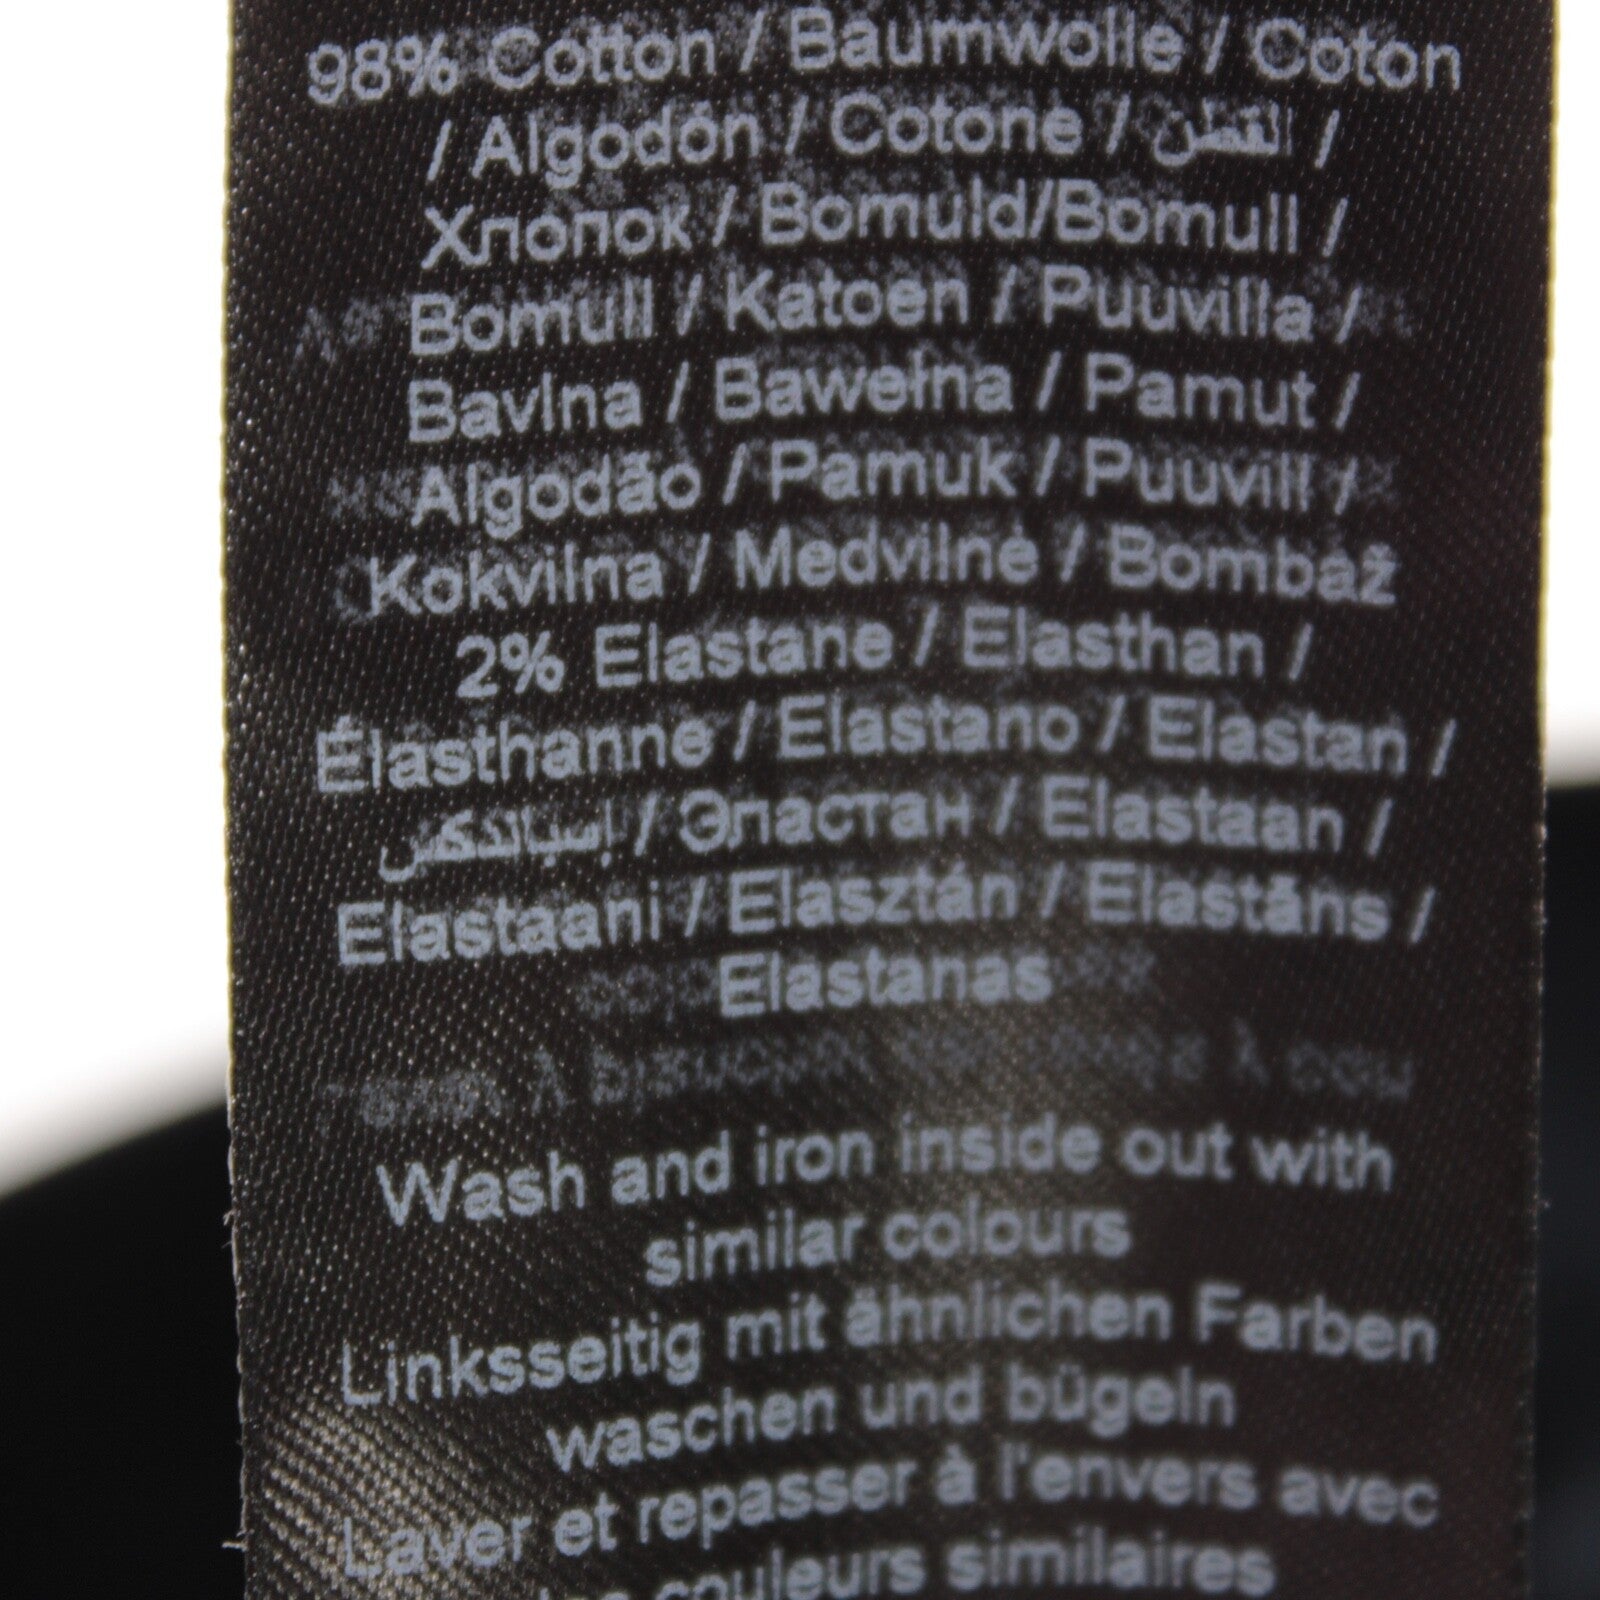 98% Cotton / Baumwolle / Coton
/ Algodón / Cotone / القطن /
Хлопок / Bomuld/Bomull /
Bomull / Katoen / Puuvilla /
Bavlna / Bawełna / Pamut /
Algodão / Pamuk / Puuvill /
Kokvilna / Medvilnė / Bombaž
2% Elastane / Elasthan /
Élasthanne / Elastano / Elastan /
إسباندكس / Эластан / Elastaan /
Elastaani / Elasztán / Elastāns /
Elastanas
Wash and iron inside out with
similar colours
Linksseitig mit ähnlichen Farben
waschen und bügeln
Laver et repasser à l'envers avec
couleurs similaires